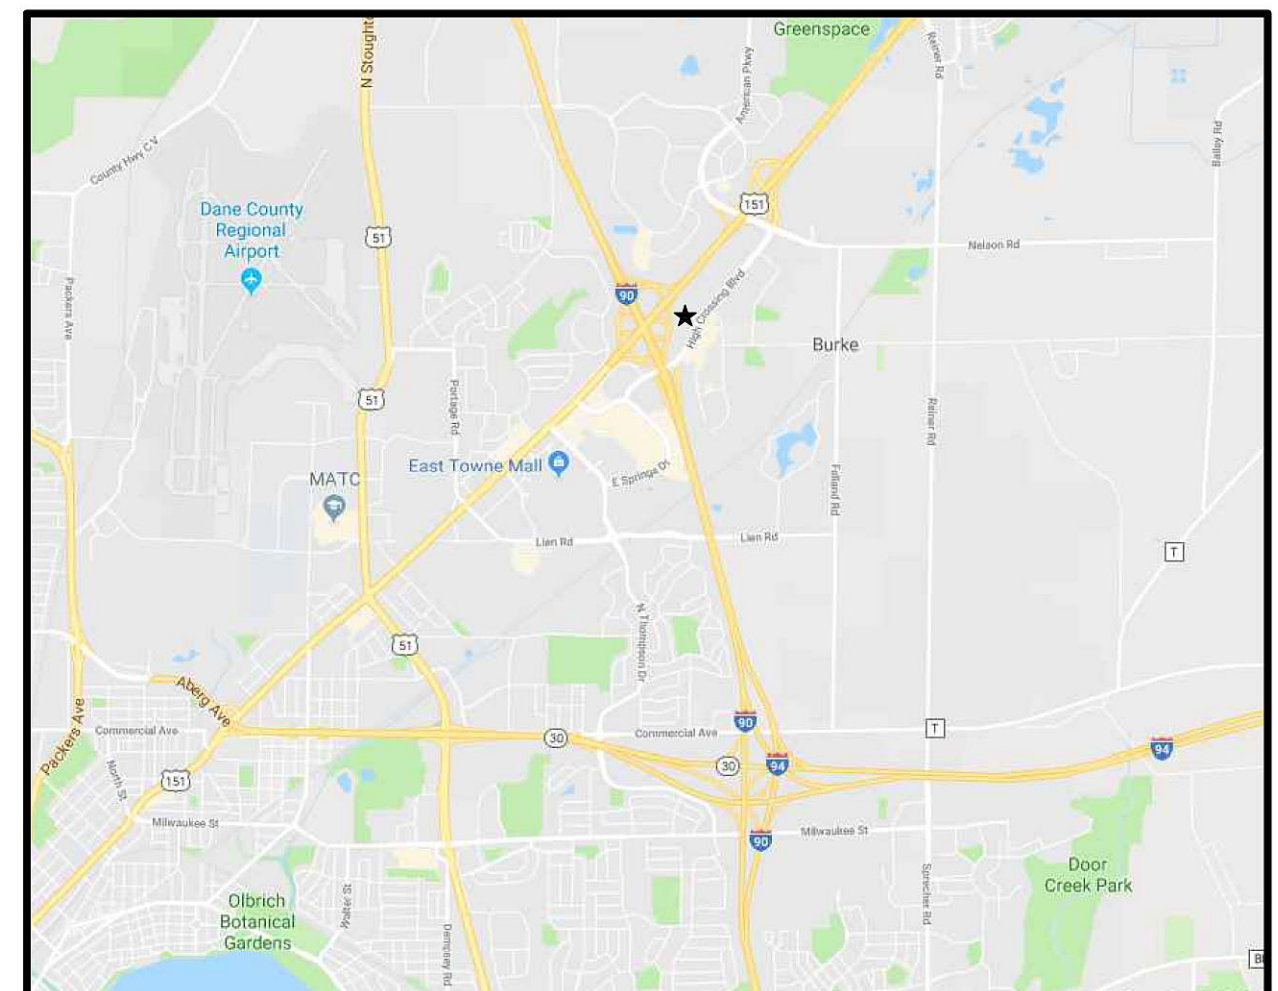 Greenspace
N Stoughto
Reiner Rd
American Pkwy
Bailey Rd
County Hwy CV
Dane County
Regional
Airport
151
51
Nelson Rd
Packers Ave
90
High Crossing Blvd
Burke
51
Portage Rd
Reiner Rd
East Towne Mall
E Springs Dr
MATC
Felland Rd
Lien Rd
Lien Rd
T
N Thompson Dr
51
Aberg Ave
Packers Ave
Commercial Ave
30
Commercial Ave
90
T
94
30
94
North St
151
Milwaukee St
Milwaukee St
90
Door
Creek Park
Olbrich
Botanical
Gardens
Walter St
Sprecher Rd
Dempsey Rd